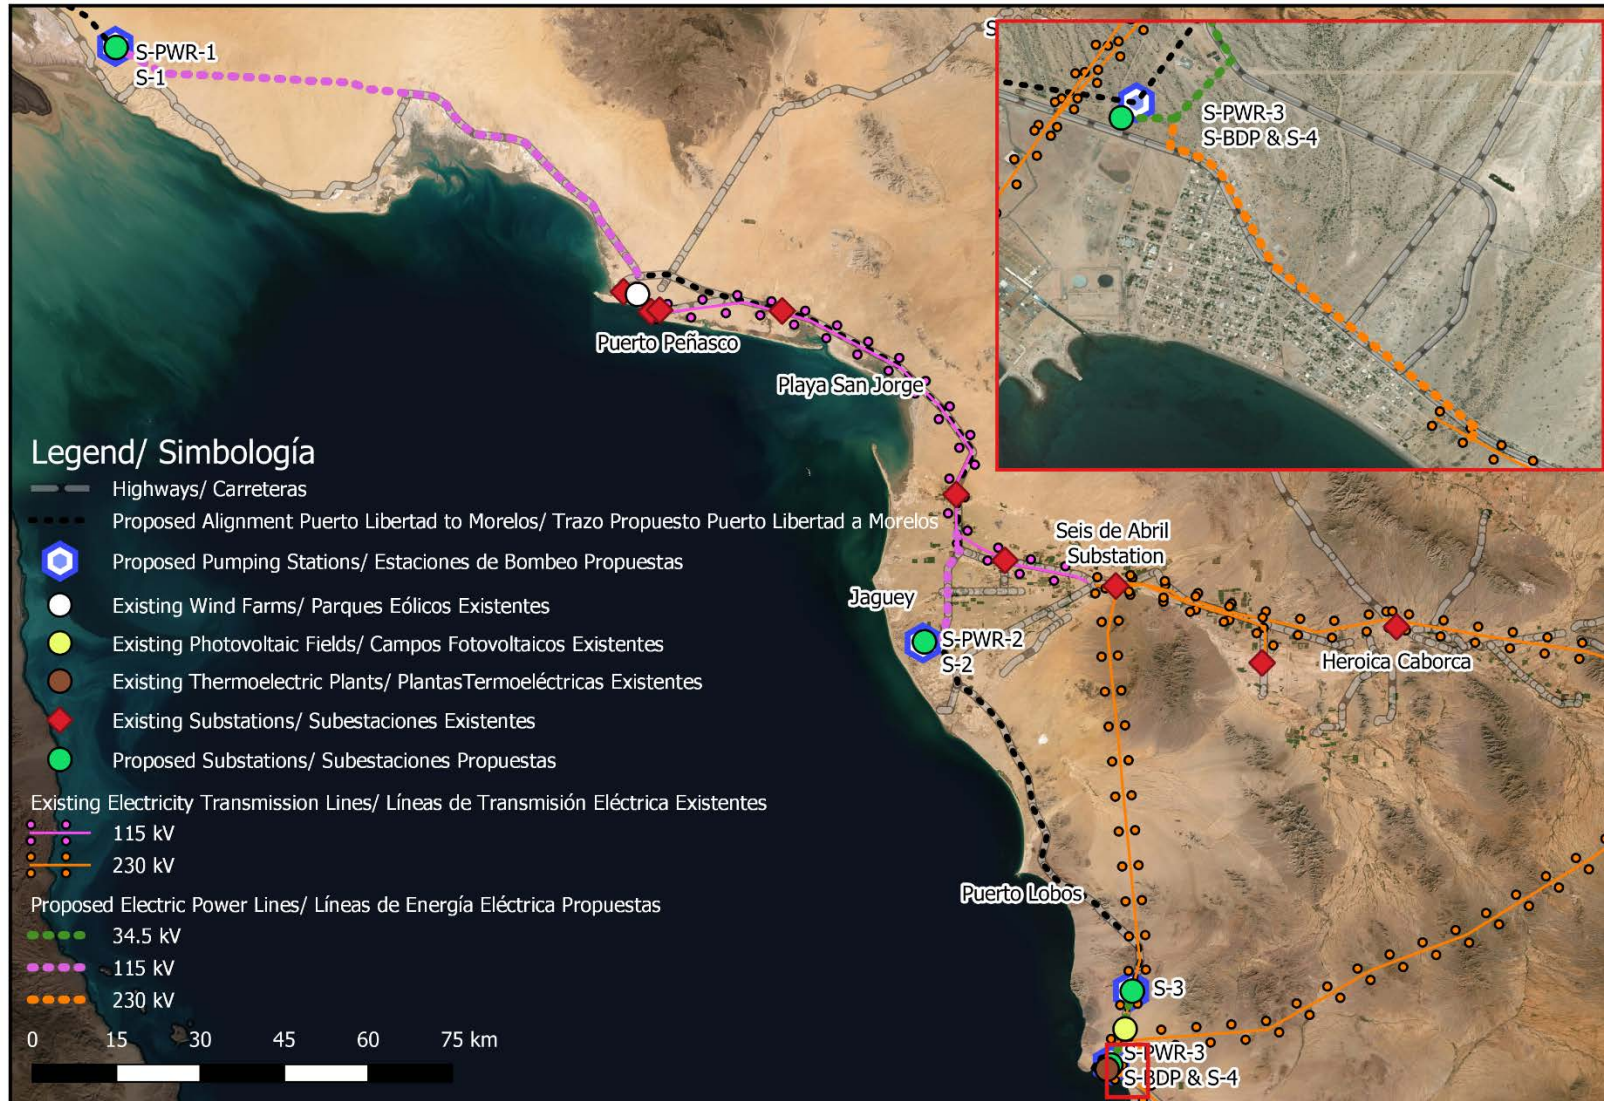 S-PWR-1
S-1
S
S-PWR-3
S-BDP & S-4
Puerto Peñasco
Playa San Jorge
Seis de Abril
Substation
Jaguey
S-PWR-2
S-2
Heroica Caborca
Puerto Lobos
S-3
S-PWR-3
S-BDP & S-4
Legend/ Simbología
Highways/ Carreteras
Proposed Alignment Puerto Libertad to Morelos/ Trazo Propuesto Puerto Libertad a Morelos
Proposed Pumping Stations/ Estaciones de Bombeo Propuestas
Existing Wind Farms/ Parques Eólicos Existentes
Existing Photovoltaic Fields/ Campos Fotovoltaicos Existentes
Existing Thermoelectric Plants/ PlantasTermoeléctricas Existentes
Existing Substations/ Subestaciones Existentes
Proposed Substations/ Subestaciones Propuestas
Existing Electricity Transmission Lines/ Líneas de Transmisión Eléctrica Existentes
115 kV
230 kV
Proposed Electric Power Lines/ Líneas de Energía Eléctrica Propuestas
34.5 kV
115 kV
230 kV
0 15 30 45 60 75 km